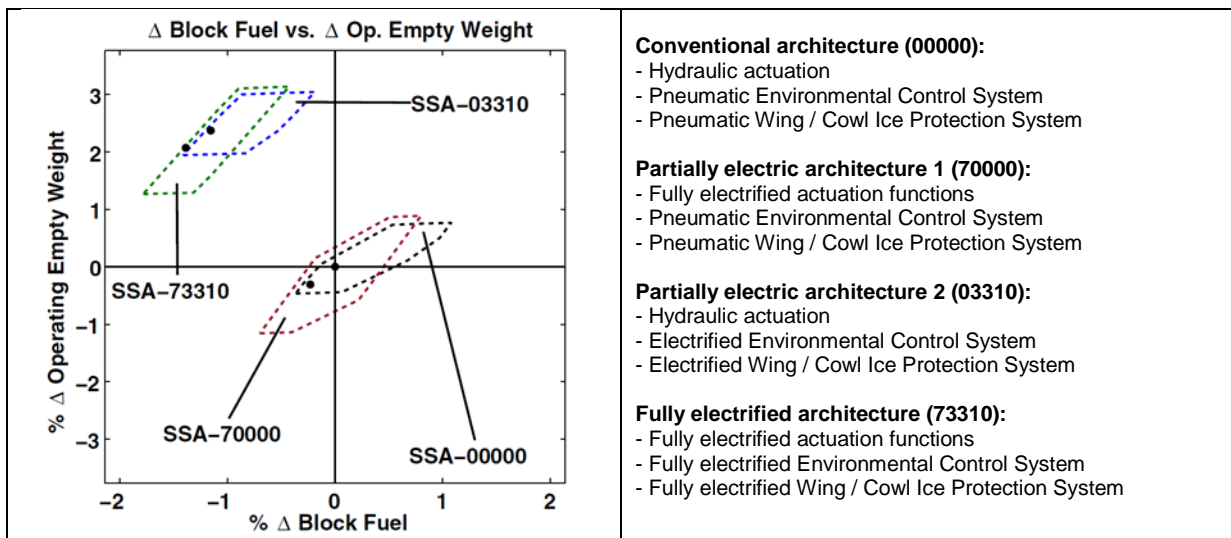 Δ Block Fuel vs. Δ Op. Empty Weight
% Δ Operating Empty Weight
3
2
1
0
−1
−2
−3
SSA−03310
SSA−73310
SSA−70000
SSA−00000
−2
−1
0
1
2
% Δ Block Fuel
Conventional architecture (00000):
- Hydraulic actuation
- Pneumatic Environmental Control System
- Pneumatic Wing / Cowl Ice Protection System
Partially electric architecture 1 (70000):
- Fully electrified actuation functions
- Pneumatic Environmental Control System
- Pneumatic Wing / Cowl Ice Protection System
Partially electric architecture 2 (03310):
- Hydraulic actuation
- Electrified Environmental Control System
- Electrified Wing / Cowl Ice Protection System
Fully electrified architecture (73310):
- Fully electrified actuation functions
- Fully electrified Environmental Control System
- Fully electrified Wing / Cowl Ice Protection System